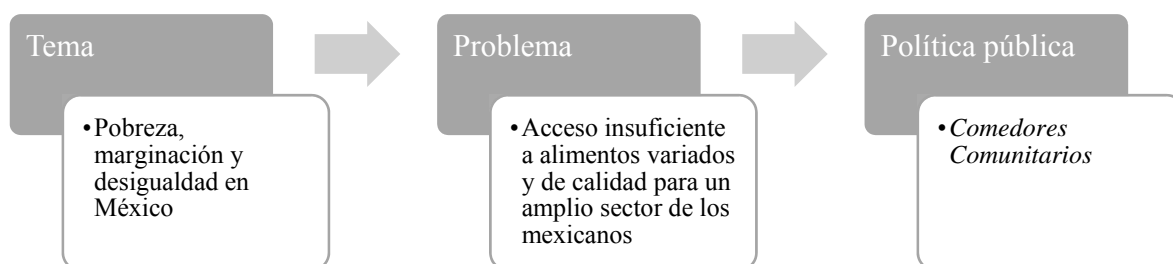 Tema
•Pobreza,
marginación y
desigualdad en
México
Problema
•Acceso insuficiente
a alimentos variados
y de calidad para un
amplio sector de los
mexicanos
Política pública
•Comedores
Comunitarios